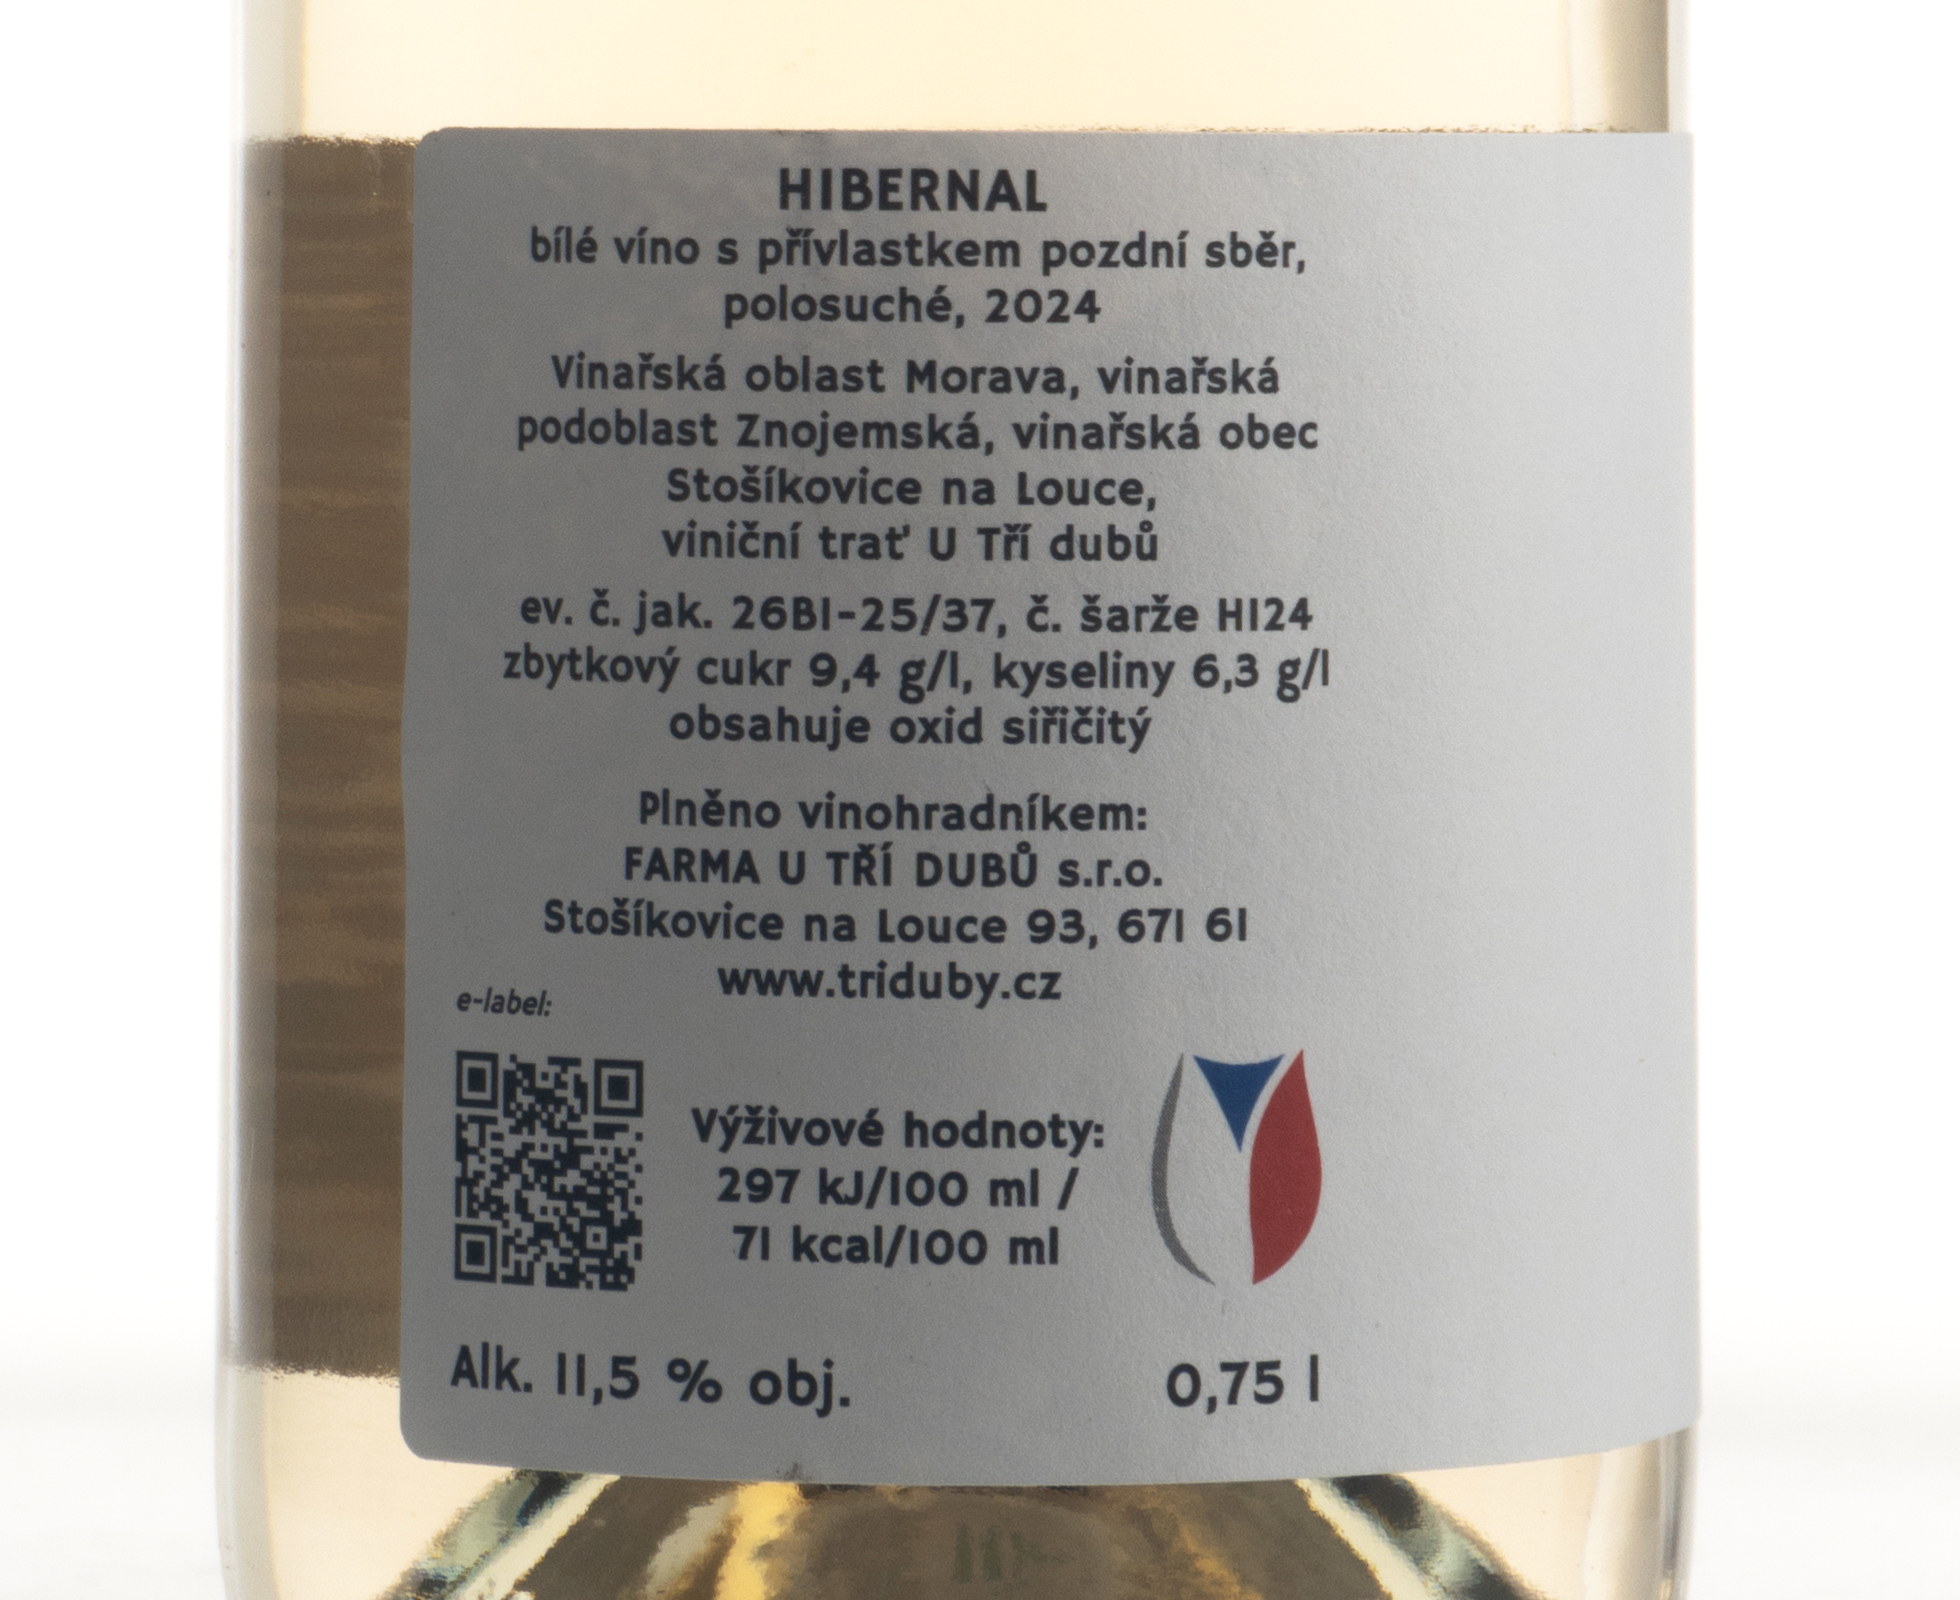 HIBERNAL
bílé víno s přívlastkem pozdní sběr,
polosuché, 2024
Vinařská oblast Morava, vinařská
podoblast Znojemská, vinařská obec
Stošíkovice na Louce,
viniční trať U Tří dubů
ev. č. jak. 26B1-25/37, č. šarže HI24
zbytkový cukr 9,4 g/l, kyseliny 6,3 g/l
obsahuje oxid siřičitý
Plněno vinohradníkem:
FARMA U TŘÍ DUBŮ s.r.o.
Stošíkovice na Louce 93, 671 61
www.triduby.cz
e-label:
Výživové hodnoty:
297 kJ/100 ml /
71 kcal/100 ml
Alk. 11,5 % obj.
0,75 l